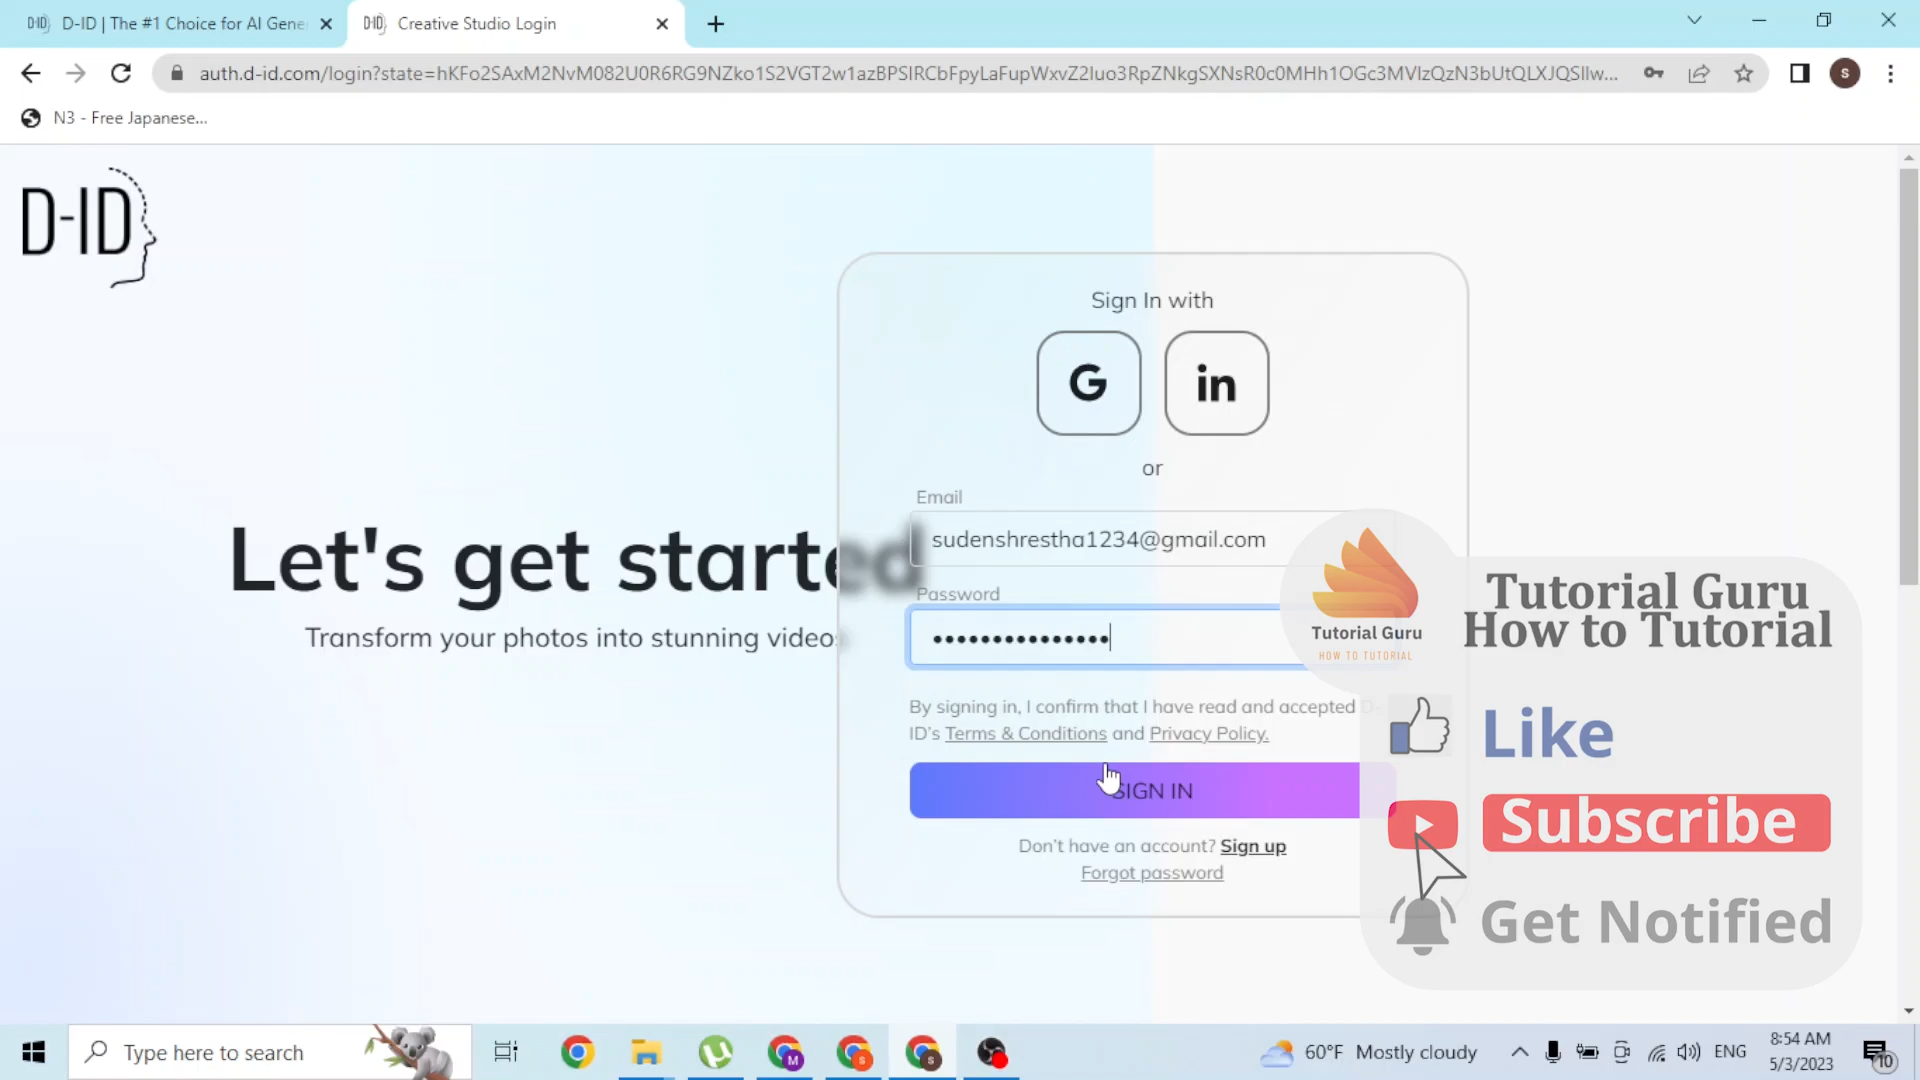 D-ID | The #1 Choice for AI Gene
Creative Studio Login
auth.d-id.com/login?state=
N3 - Free Japanese...
D-ID
Sign In with
G
in
or
Email
sudenshrestha1234@gmail.com
Let's get started
Password
Transform your photos into stunning videos
•••••••••••••••
By signing in, I confirm that I have read and accepted D-
ID's Terms & Conditions and Privacy Policy.
SIGN IN
Don't have an account? Sign up
Forgot password
Tutorial Guru
HOW TO TUTORIAL
Tutorial Guru
How to Tutorial
Like
Subscribe
Get Notified
Type here to search
60°F Mostly cloudy
ENG
8:54 AM
5/3/2023
10